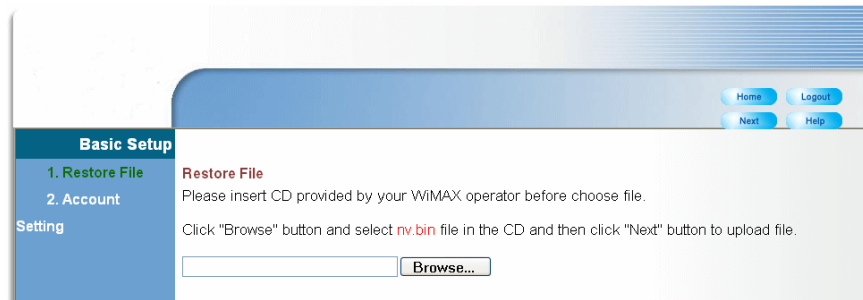 Home Logout
Next Help
Basic Setup
1. Restore File
2. Account
Setting
Restore File
Please insert CD provided by your WiMAX operator before choose file.
Click "Browse" button and select nv.bin file in the CD and then click "Next" button to upload file.
Browse...